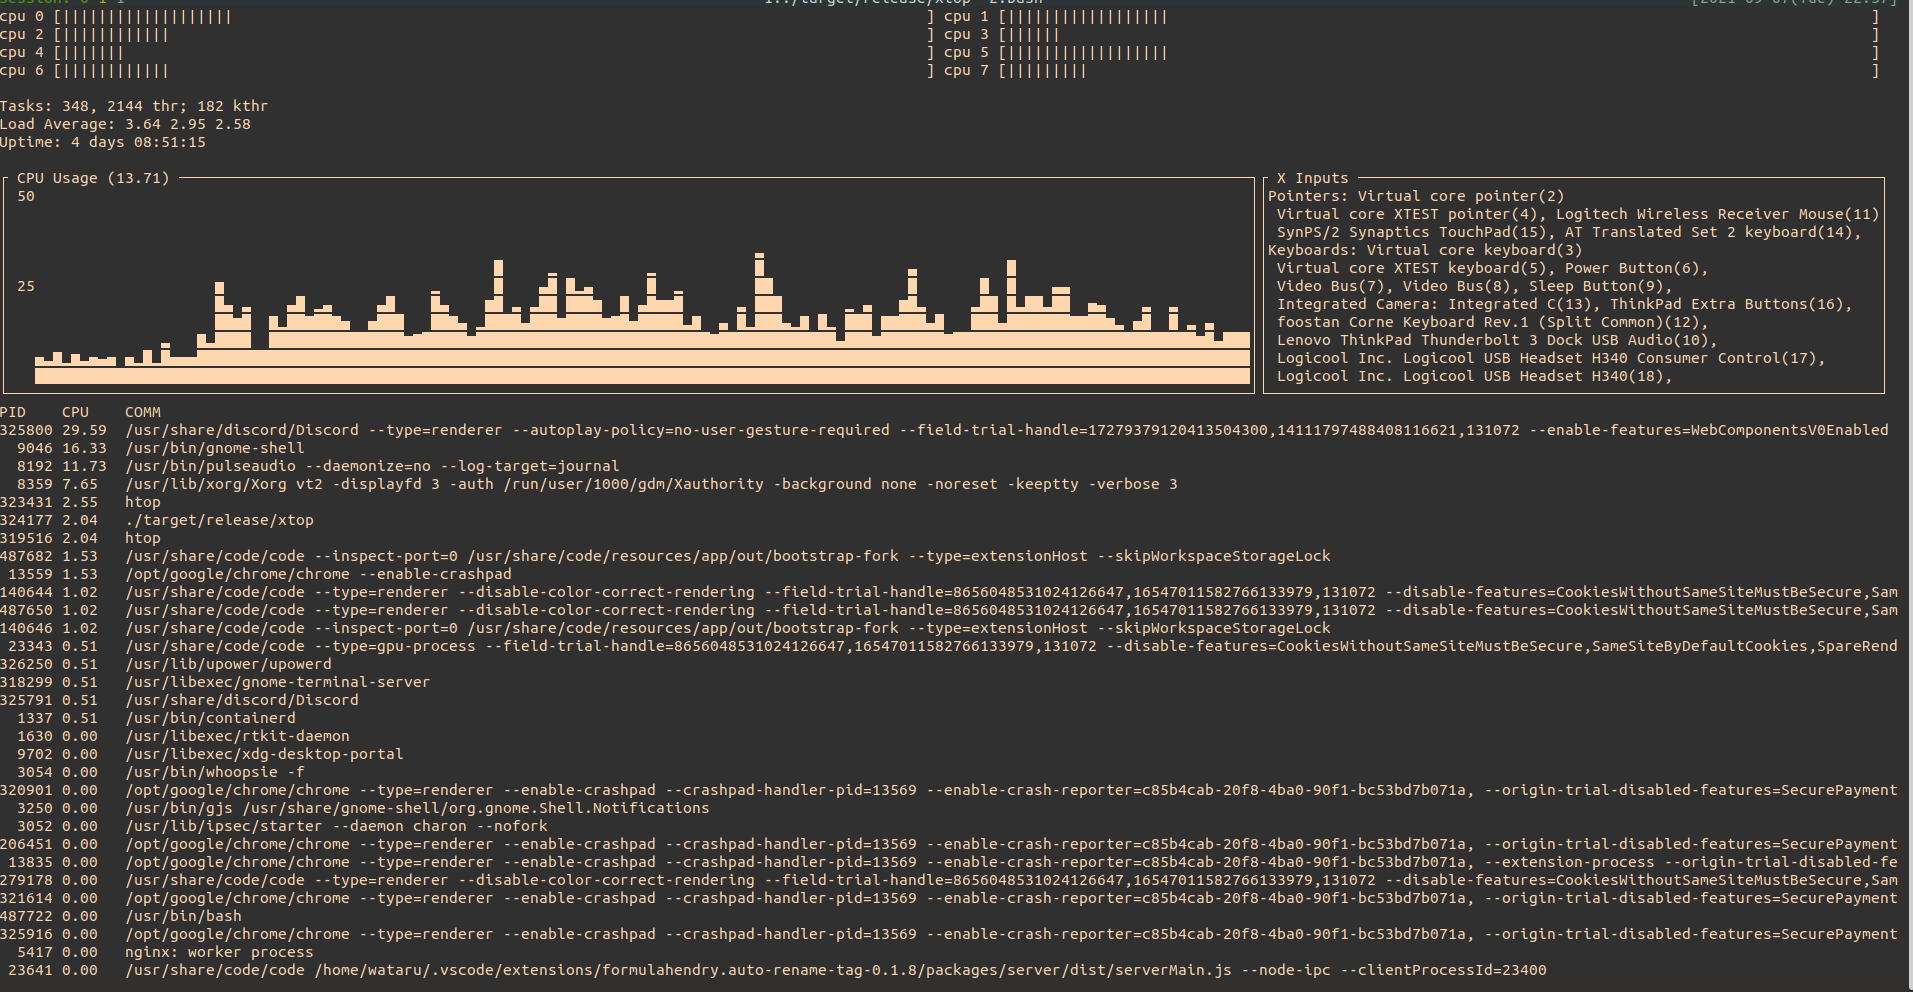 cpu 0 [|||||||||||||||||||] cpu 1 [||||||||||||||||||]
cpu 2 [||||||||||||] cpu 3 [||||||]
cpu 4 [|||||||] cpu 5 [||||||||||||||||||]
cpu 6 [||||||||||||] cpu 7 [|||||||||]
Tasks: 348, 2144 thr; 182 kthr
Load Average: 3.64 2.95 2.58
Uptime: 4 days 08:51:15
CPU Usage (13.71)
50
25
X Inputs
Pointers: Virtual core pointer(2)
Virtual core XTEST pointer(4), Logitech Wireless Receiver Mouse(11)
SynPS/2 Synaptics TouchPad(15), AT Translated Set 2 keyboard(14),
Keyboards: Virtual core keyboard(3)
Virtual core XTEST keyboard(5), Power Button(6),
Video Bus(7), Video Bus(8), Sleep Button(9),
Integrated Camera: Integrated C(13), ThinkPad Extra Buttons(16),
foostan Corne Keyboard Rev.1 (Split Common)(12),
Lenovo ThinkPad Thunderbolt 3 Dock USB Audio(10),
Logicool Inc. Logicool USB Headset H340 Consumer Control(17),
Logicool Inc. Logicool USB Headset H340(18),
PID CPU COMM
325800 29.59 /usr/share/discord/Discord --type=renderer --autoplay-policy=no-user-gesture-required --field-trial-handle=17279379120413504300,14111797488408116621,131072 --enable-features=WebComponentsV0Enabled
9046 16.33 /usr/bin/gnome-shell
8192 11.73 /usr/bin/pulseaudio --daemonize=no --log-target=journal
8359 7.65 /usr/lib/xorg/Xorg vt2 -displayfd 3 -auth /run/user/1000/gdm/Xauthority -background none -noreset -keeptty -verbose 3
323431 2.55 htop
324177 2.04 ./target/release/xtop
319516 2.04 htop
487682 1.53 /usr/share/code/code --inspect-port=0 /usr/share/code/resources/app/out/bootstrap-fork --type=extensionHost --skipWorkspaceStorageLock
13559 1.53 /opt/google/chrome/chrome --enable-crashpad
140644 1.02 /usr/share/code/code --type=renderer --disable-color-correct-rendering --field-trial-handle=8656048531024126647,16547011582766133979,131072 --disable-features=CookiesWithoutSameSiteMustBeSecure,Sam
487650 1.02 /usr/share/code/code --type=renderer --disable-color-correct-rendering --field-trial-handle=8656048531024126647,16547011582766133979,131072 --disable-features=CookiesWithoutSameSiteMustBeSecure,Sam
140646 1.02 /usr/share/code/code --inspect-port=0 /usr/share/code/resources/app/out/bootstrap-fork --type=extensionHost --skipWorkspaceStorageLock
23343 0.51 /usr/share/code/code --type=gpu-process --field-trial-handle=8656048531024126647,16547011582766133979,131072 --disable-features=CookiesWithoutSameSiteMustBeSecure,SameSiteByDefaultCookies,SpareRend
326250 0.51 /usr/lib/upower/upowerd
318299 0.51 /usr/libexec/gnome-terminal-server
325791 0.51 /usr/share/discord/Discord
1337 0.51 /usr/bin/containerd
1630 0.00 /usr/libexec/rtkit-daemon
9702 0.00 /usr/libexec/xdg-desktop-portal
3054 0.00 /usr/bin/whoopsie -f
320901 0.00 /opt/google/chrome/chrome --type=renderer --enable-crashpad --crashpad-handler-pid=13569 --enable-crash-reporter=c85b4cab-20f8-4ba0-90f1-bc53bd7b071a, --origin-trial-disabled-features=SecurePayment
3250 0.00 /usr/bin/gjs /usr/share/gnome-shell/org.gnome.Shell.Notifications
3052 0.00 /usr/lib/ipsec/starter --daemon charon --nofork
206451 0.00 /opt/google/chrome/chrome --type=renderer --enable-crashpad --crashpad-handler-pid=13569 --enable-crash-reporter=c85b4cab-20f8-4ba0-90f1-bc53bd7b071a, --origin-trial-disabled-features=SecurePayment
13835 0.00 /opt/google/chrome/chrome --type=renderer --enable-crashpad --crashpad-handler-pid=13569 --enable-crash-reporter=c85b4cab-20f8-4ba0-90f1-bc53bd7b071a, --extension-process --origin-trial-disabled-fe
279178 0.00 /usr/share/code/code --type=renderer --disable-color-correct-rendering --field-trial-handle=8656048531024126647,16547011582766133979,131072 --disable-features=CookiesWithoutSameSiteMustBeSecure,Sam
321614 0.00 /opt/google/chrome/chrome --type=renderer --enable-crashpad --crashpad-handler-pid=13569 --enable-crash-reporter=c85b4cab-20f8-4ba0-90f1-bc53bd7b071a, --origin-trial-disabled-features=SecurePayment
487722 0.00 /usr/bin/bash
325916 0.00 /opt/google/chrome/chrome --type=renderer --enable-crashpad --crashpad-handler-pid=13569 --enable-crash-reporter=c85b4cab-20f8-4ba0-90f1-bc53bd7b071a, --origin-trial-disabled-features=SecurePayment
5417 0.00 nginx: worker process
23641 0.00 /usr/share/code/code /home/wataru/.vscode/extensions/formulahendry.auto-rename-tag-0.1.8/packages/server/dist/serverMain.js --node-ipc --clientProcessId=23400